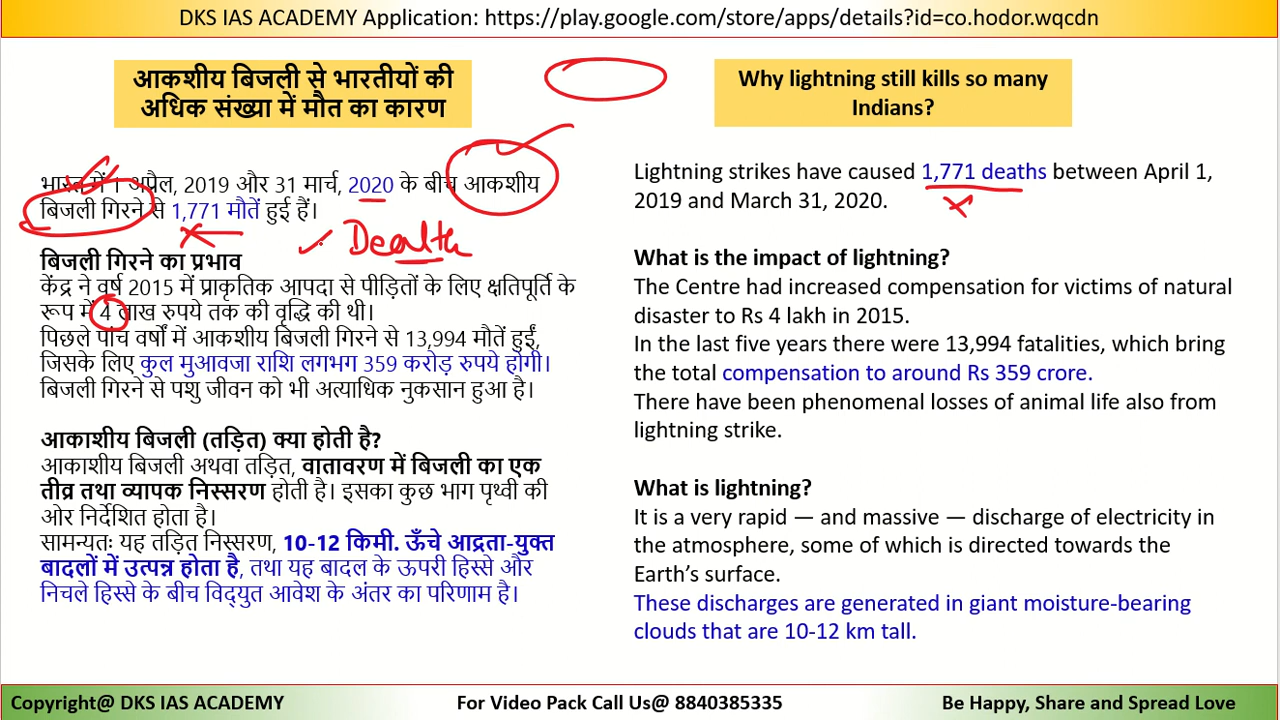 DKS IAS ACADEMY Application: https://play.google.com/store/apps/details?id=co.hodor.wqcdn
आकशीय बिजली से भारतीयों की
अधिक संख्या में मौत का कारण
भारत में 1 अप्रैल, 2019 और 31 मार्च, 2020 के बीच आकशीय
बिजली गिरने से 1,771 मौतें हुई हैं।
Dealth
बिजली गिरने का प्रभाव
केंद्र ने वर्ष 2015 में प्राकृतिक आपदा से पीड़ितों के लिए क्षतिपूर्ति के
रूप में 4 लाख रुपये तक की वृद्धि की थी।
पिछले पांच वर्षों में आकशीय बिजली गिरने से 13,994 मौतें हुईं,
जिसके लिए कुल मुआवजा राशि लगभग 359 करोड़ रुपये होगी।
बिजली गिरने से पशु जीवन को भी अत्याधिक नुकसान हुआ है।
आकाशीय बिजली (तड़ित) क्या होती है?
आकाशीय बिजली अथवा तड़ित, वातावरण में बिजली का एक
तीव्र तथा व्यापक निस्सरण होती है। इसका कुछ भाग पृथ्वी की
ओर निर्देशित होता है।
सामन्यतः यह तड़ित निस्सरण, 10-12 किमी. ऊँचे आद्रता-युक्त
बादलों में उत्पन्न होता है, तथा यह बादल के ऊपरी हिस्से और
निचले हिस्से के बीच विद्युत आवेश के अंतर का परिणाम है।
Why lightning still kills so many
Indians?
Lightning strikes have caused 1,771 deaths between April 1,
2019 and March 31, 2020.
What is the impact of lightning?
The Centre had increased compensation for victims of natural
disaster to Rs 4 lakh in 2015.
In the last five years there were 13,994 fatalities, which bring
the total compensation to around Rs 359 crore.
There have been phenomenal losses of animal life also from
lightning strike.
What is lightning?
It is a very rapid — and massive — discharge of electricity in
the atmosphere, some of which is directed towards the
Earth’s surface.
These discharges are generated in giant moisture-bearing
clouds that are 10-12 km tall.
Copyright@ DKS IAS ACADEMY
For Video Pack Call Us@ 8840385335
Be Happy, Share and Spread Love